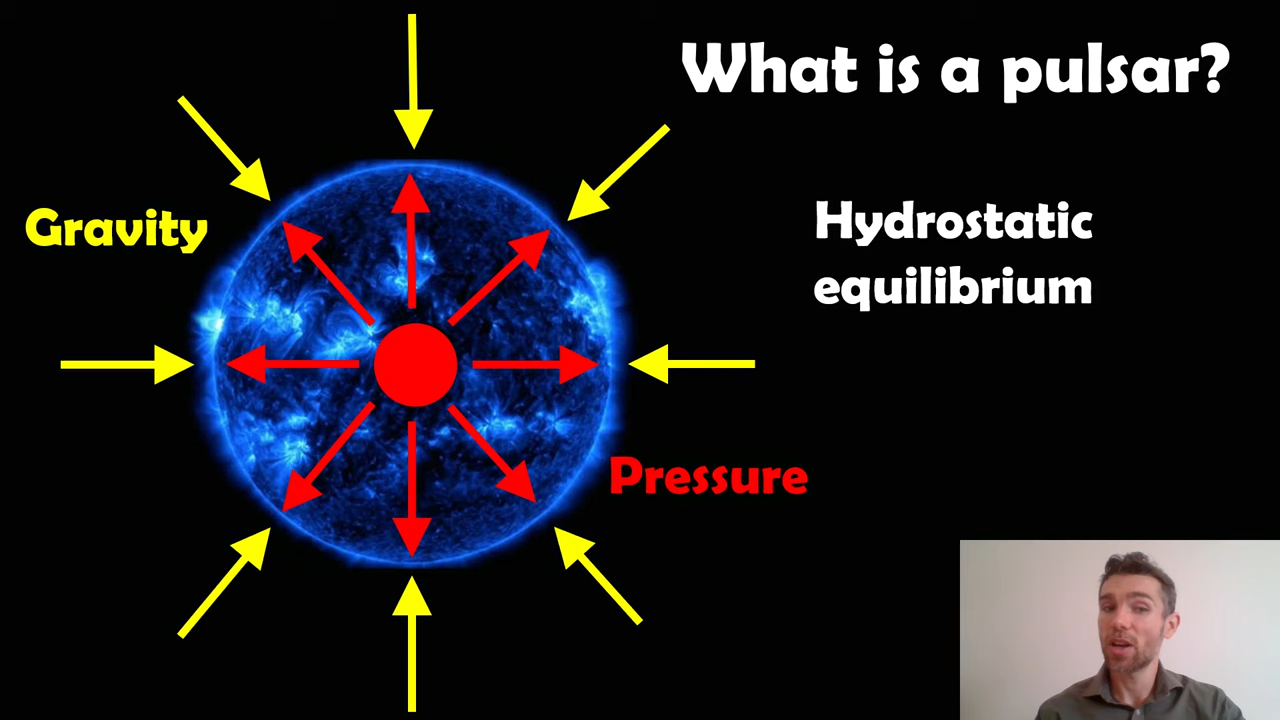 What is a pulsar?
Gravity
Hydrostatic
equilibrium
Pressure